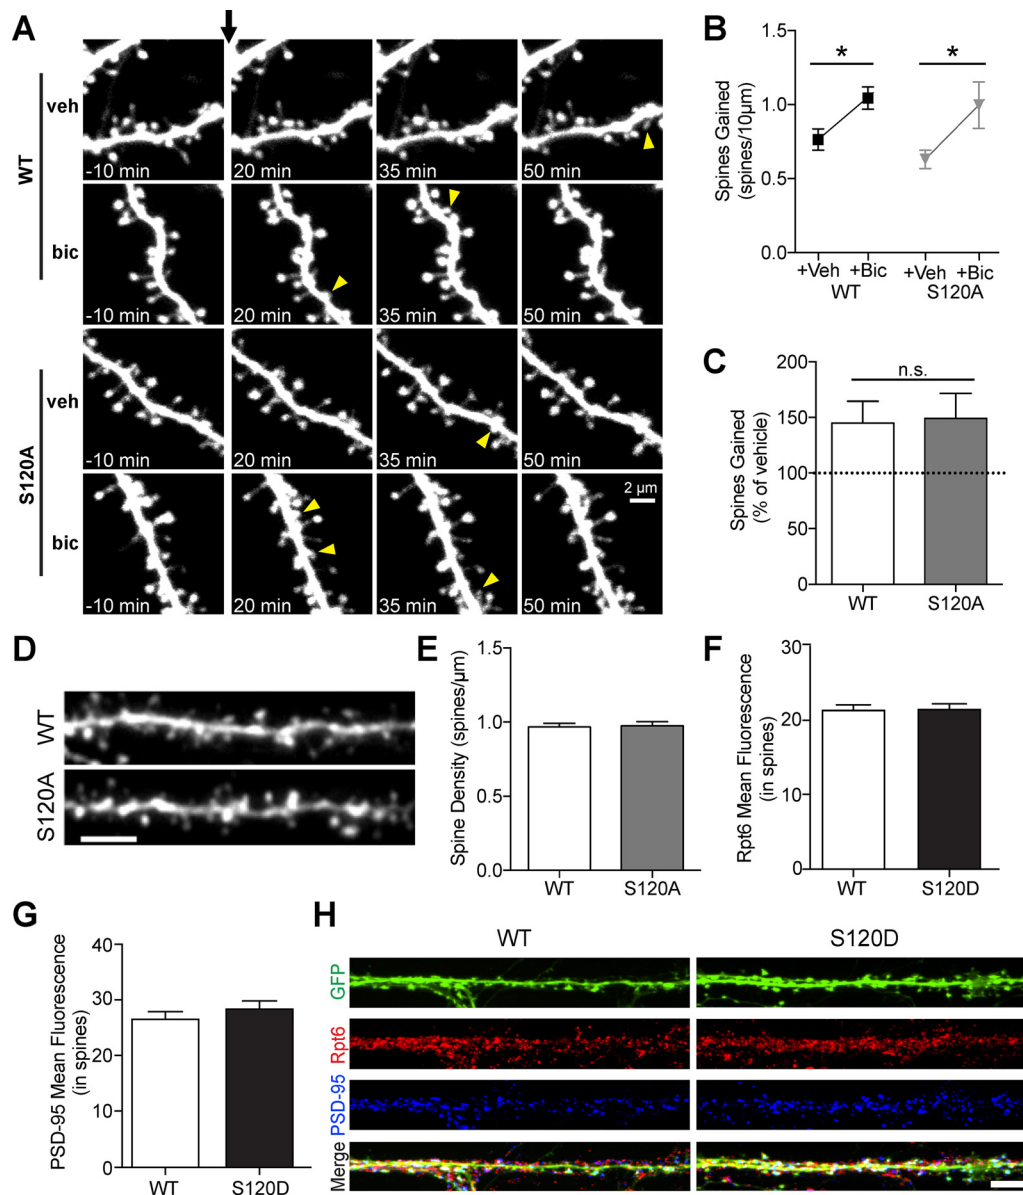 A
WT
veh
-10 min
20 min
35 min
50 min
bic
-10 min
20 min
35 min
50 min
S120A
veh
-10 min
20 min
35 min
50 min
bic
2 µm
-10 min
20 min
35 min
50 min
B
Spines Gained
(spines/10µm)
1.5
1.0
0.5
0.0
* *
+Veh +Bic +Veh +Bic
WT S120A
C
Spines Gained
(% of vehicle)
200
150
100
50
0
n.s.
WT S120A
D
WT
S120A
E
Spine Density (spines/µm)
1.5
1.0
0.5
0.0
WT S120A
F
Rpt6 Mean Fluorescence
(in spines)
30
20
10
0
WT S120D
G
PSD-95 Mean Fluorescence
(in spines)
40
30
20
10
0
WT S120D
H
WT S120D
GFP
Rpt6
PSD-95
Merge